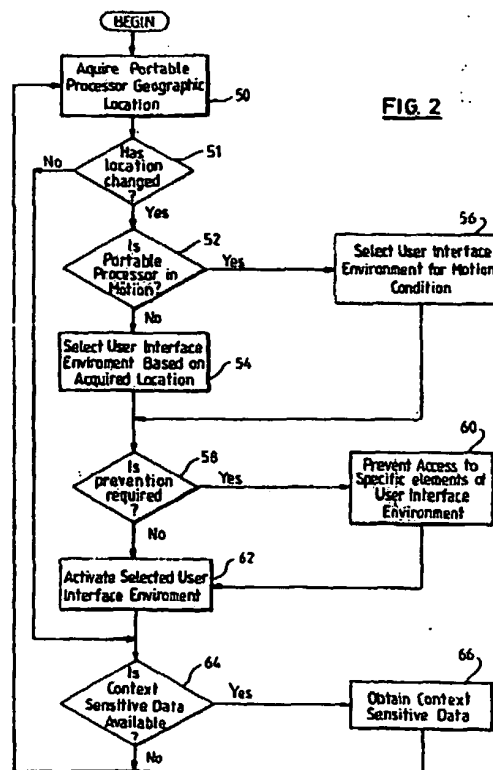 BEGIN
Aquire Portable
Processor Geographic
Location
50
FIG. 2
Has
location
changed
?
51
No
Yes
Is
Portable
Processor in
Motion?
52
Yes
No
56
Select User Interface
Environment for Motion
Condition
Select User Interface
Enviroment Based on
Acquired Location
54
Is
prevention
required
?
58
Yes
No
60
Prevent Access to
Specific elements of
User Interface
Environment
62
Activate Selected User
Interface Enviroment
Is
Context
Sensitive Data
Available
?
64
Yes
No
66
Obtain Context
Sensitive Data